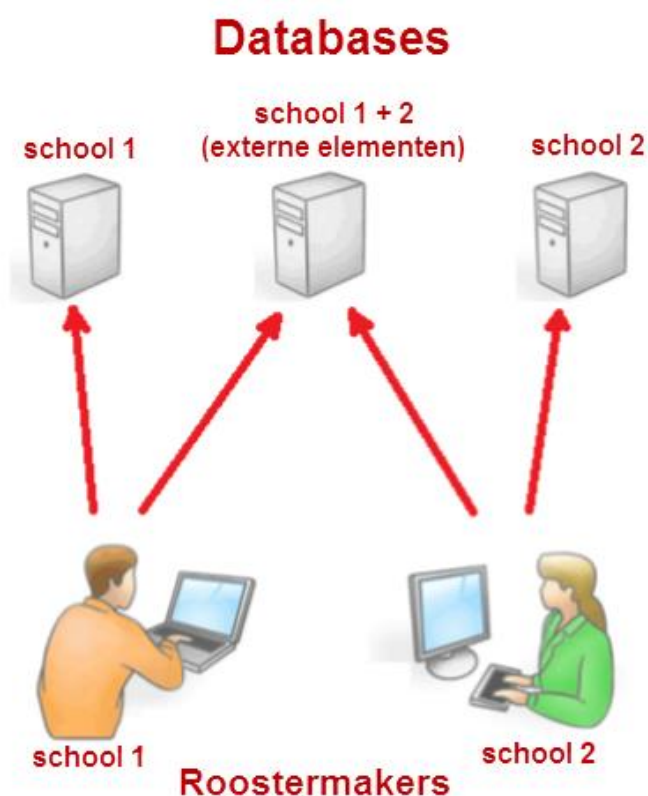 Databases
school 1
school 1 + 2
(externe elementen)
school 2
school 1
school 2
Roostermakers